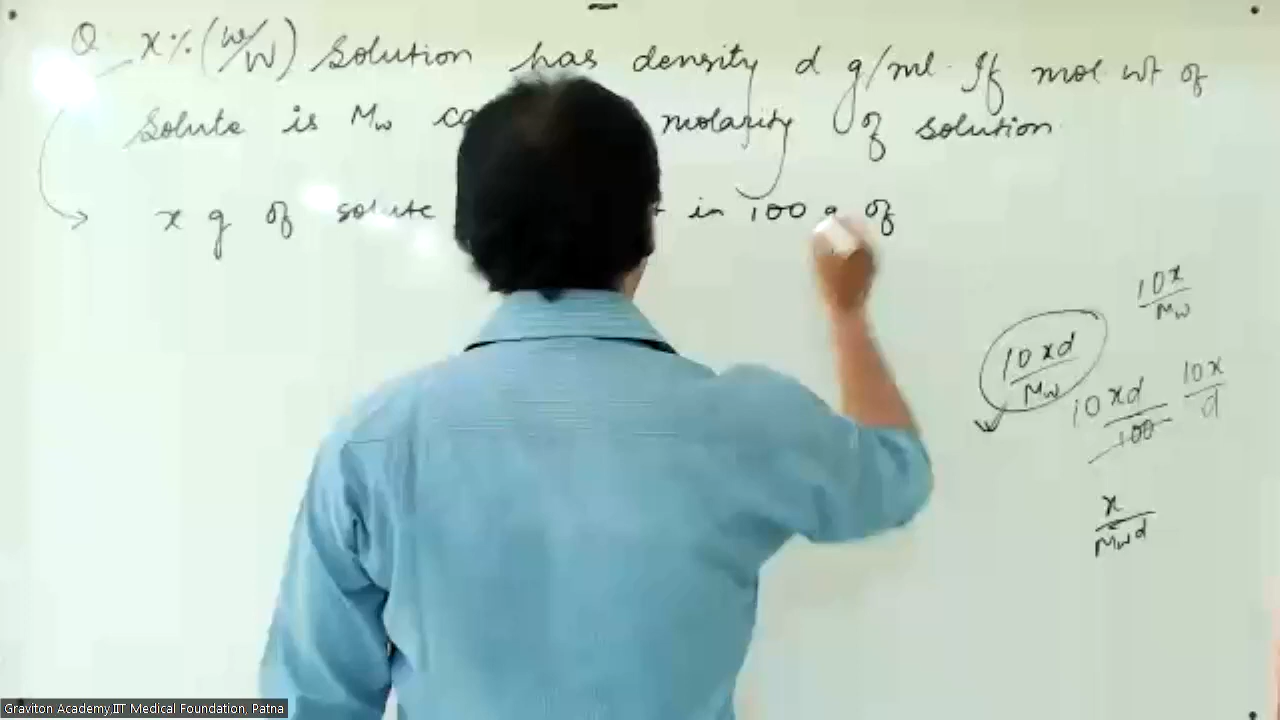 Q x% (w/W) Solution has density d g/ml. If mol wt of
Solute is Mw molarity of solution
x g of solute in 100 g of
10x/Mw
10xd/Mw
10xd/100
10x/d
x/Mwd
Graviton Academy,IIT Medical Foundation, Patna